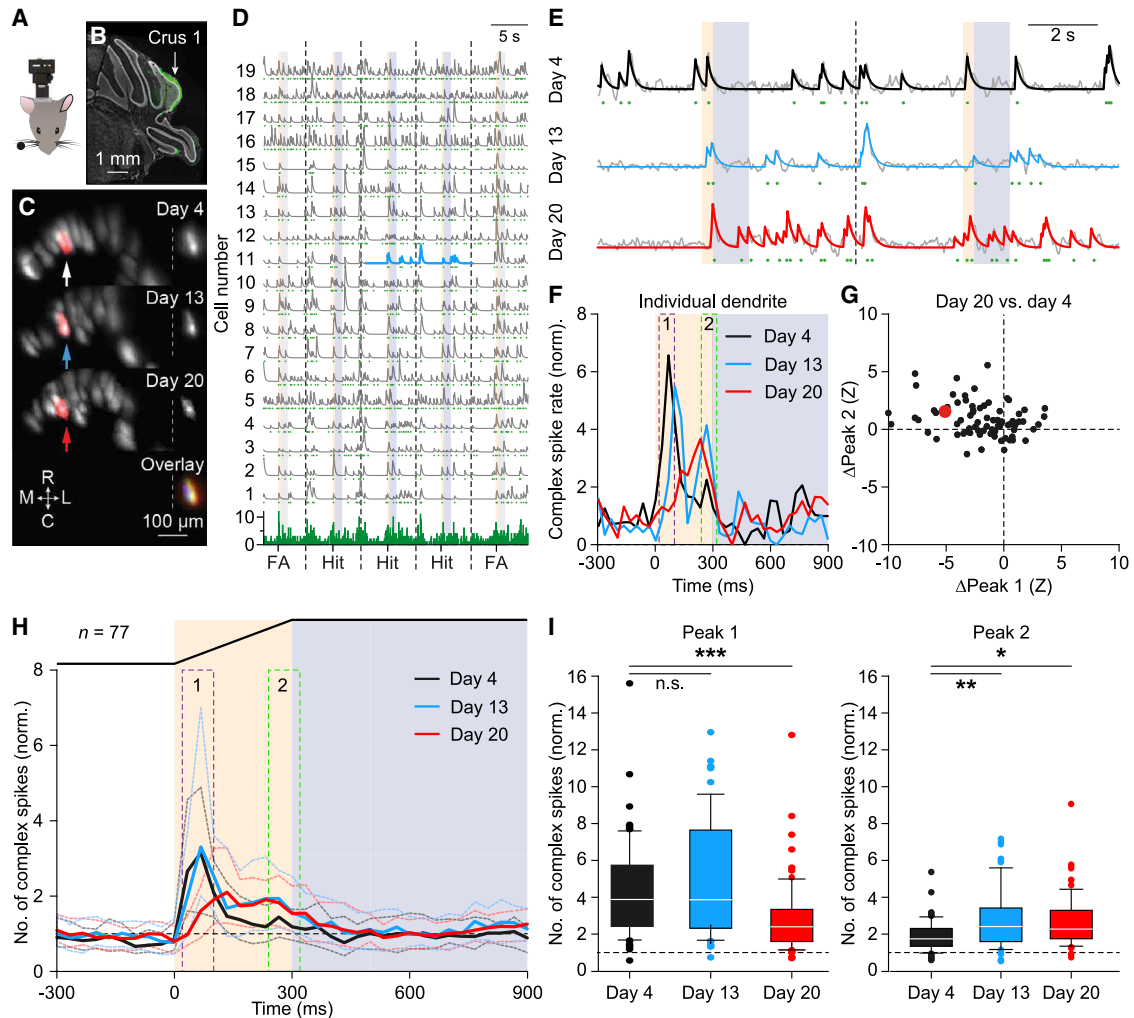 A
B
Crus 1
1 mm
C
Day 4
Day 13
Day 20
Overlay
R
M L
C
100 µm
D
5 s
Cell number
19
18
17
16
15
14
13
12
11
10
9
8
7
6
5
4
3
2
1
10
0
FA Hit Hit Hit FA
E
2 s
Day 4
Day 13
Day 20
F
Individual dendrite
Complex spike rate (norm.)
8
6
4
2
0
1 2
Day 4
Day 13
Day 20
-300 0 300 600 900
Time (ms)
G
Day 20 vs. day 4
ΔPeak 2 (Z)
10
5
0
-5
-10
-10 -5 0 5 10
ΔPeak 1 (Z)
H
n = 77
No. of complex spikes (norm.)
8
6
4
2
0
1 2
Day 4
Day 13
Day 20
-300 0 300 600 900
Time (ms)
I
Peak 1
***
n.s.
No. of complex spikes (norm.)
16
14
12
10
8
6
4
2
0
Day 4 Day 13 Day 20
Peak 2
*
**
No. of complex spikes (norm.)
16
14
12
10
8
6
4
2
0
Day 4 Day 13 Day 20